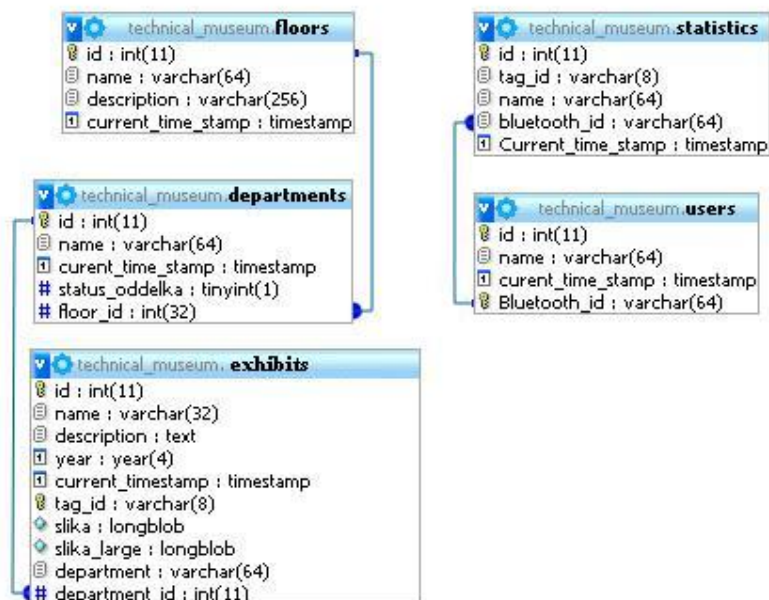 technical_museum.floors
id : int(11)
name : varchar(64)
description : varchar(256)
current_time_stamp : timestamp
technical_museum.departments
id : int(11)
name : varchar(64)
curent_time_stamp : timestamp
# status_oddelka : tinyint(1)
# floor_id : int(32)
technical_museum. exhibits
id : int(11)
name : varchar(32)
description : text
year : year(4)
current_timestamp : timestamp
tag_id : varchar(8)
slika : longblob
slika_large : longblob
department : varchar(64)
# department_id : int(11)
technical_museum.statistics
id : int(11)
tag_id : varchar(8)
name : varchar(64)
bluetooth_id : varchar(64)
Current_time_stamp : timestamp
technical_museum.users
id : int(11)
name : varchar(64)
curent_time_stamp : timestamp
Bluetooth_id : varchar(64)